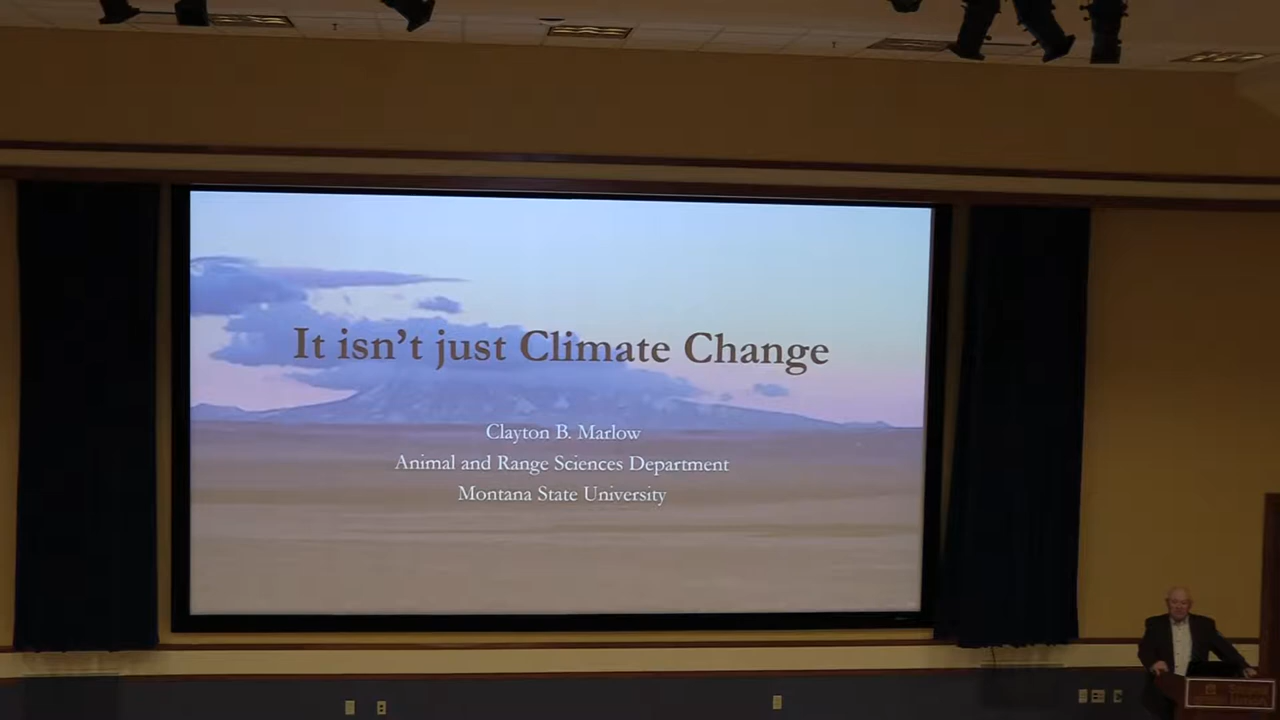 It isn't just Climate Change
Clayton B. Marlow
Animal and Range Sciences Department
Montana State University